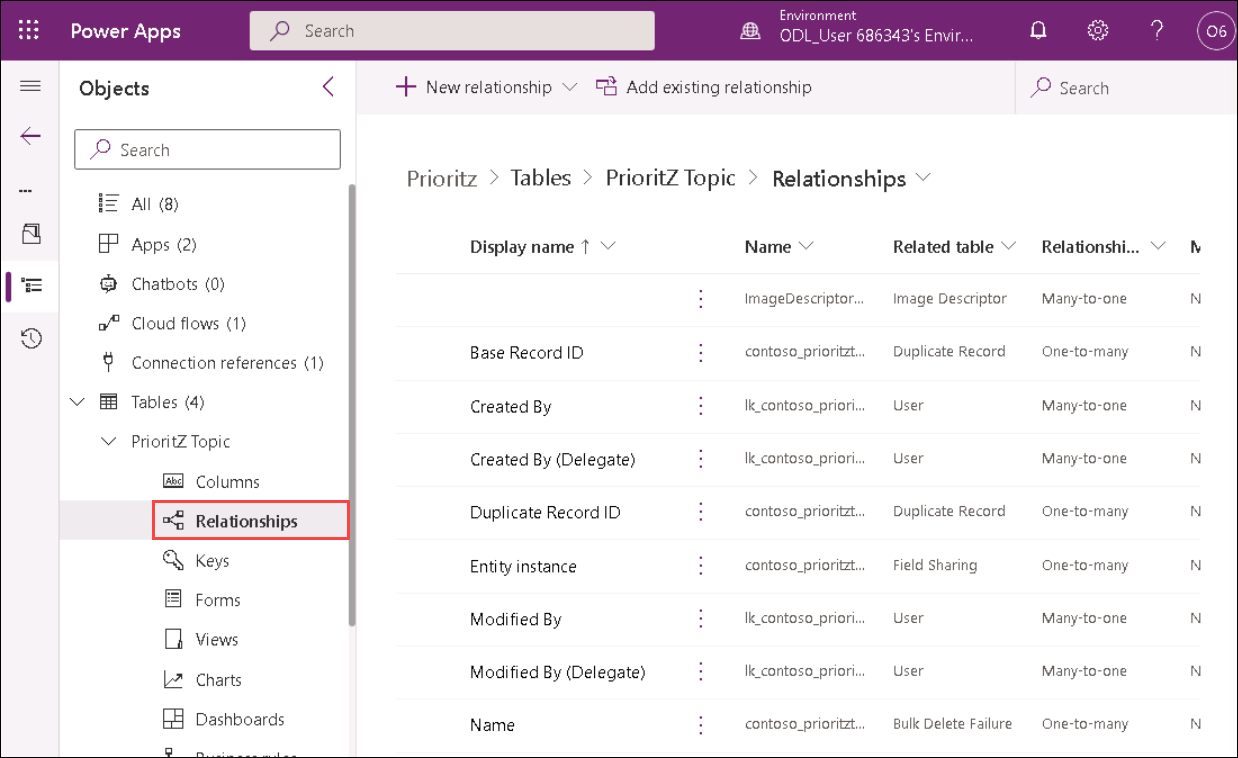 Power Apps
Search
Environment
ODL_User 686343's Envir...
?
O6
Objects
Search
All (8)
Apps (2)
Chatbots (0)
Cloud flows (1)
Connection references (1)
Tables (4)
PrioritZ Topic
Abc Columns
Relationships
Keys
Forms
Views
Charts
Dashboards
New relationship
Add existing relationship
Search
Prioritz > Tables > PrioritZ Topic > Relationships
Display name ↑ Name Related table Relationshi...
ImageDescriptor... Image Descriptor Many-to-one N
Base Record ID contoso_prioritzt... Duplicate Record One-to-many N
Created By lk_contoso_priori... User Many-to-one N
Created By (Delegate) lk_contoso_priori... User Many-to-one N
Duplicate Record ID contoso_prioritzt... Duplicate Record One-to-many N
Entity instance contoso_prioritzt... Field Sharing One-to-many N
Modified By lk_contoso_priori... User Many-to-one N
Modified By (Delegate) lk_contoso_priori... User Many-to-one N
Name contoso_prioritzt... Bulk Delete Failure One-to-many N